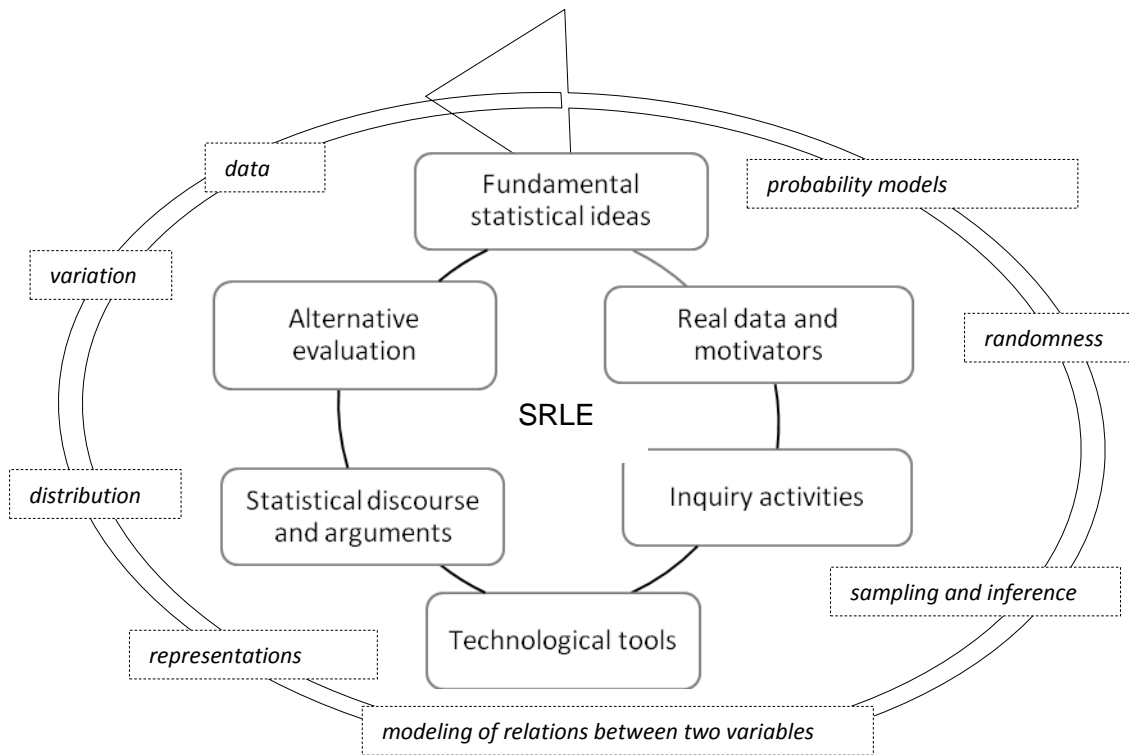 data
probability models
Fundamental
statistical ideas
variation
Alternative
evaluation
Real data and
motivators
randomness
SRLE
distribution
Statistical discourse
and arguments
Inquiry activities
sampling and inference
Technological tools
representations
modeling of relations between two variables